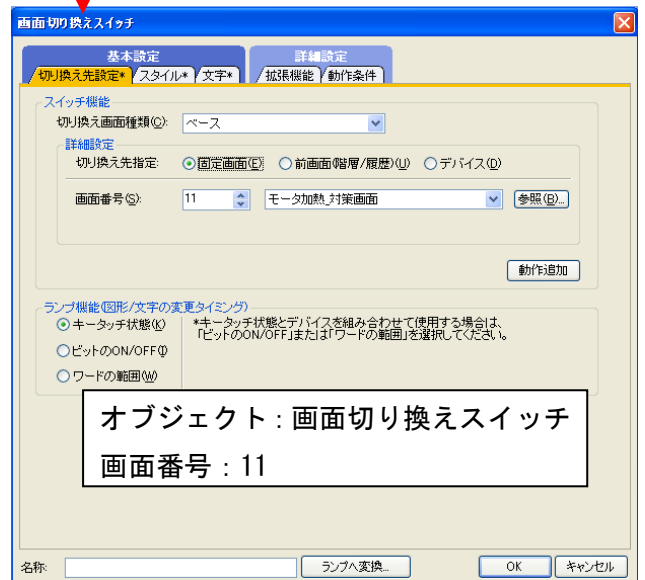 画面切り換えスイッチ
基本設定 詳細設定
切り換え先設定* スタイル* 文字* 拡張機能 動作条件
スイッチ機能
切り換え画面種類(C): ベース
詳細設定
切り換え先指定: 固定画面(E) 前画面(階層/履歴)(U) デバイス(D)
画面番号(S): 11 モータ加熱_対策画面 参照(B)...
動作追加
ランプ機能(図形/文字の変更タイミング)
キータッチ状態(K) *キータッチ状態とデバイスを組み合わせて使用する場合は、
「ビットのON/OFF」または「ワードの範囲」を選択してください。
ビットのON/OFF(I)
ワードの範囲(W)
オブジェクト：画面切り換えスイッチ
画面番号：11
名称: ランプへ変換... OK キャンセル